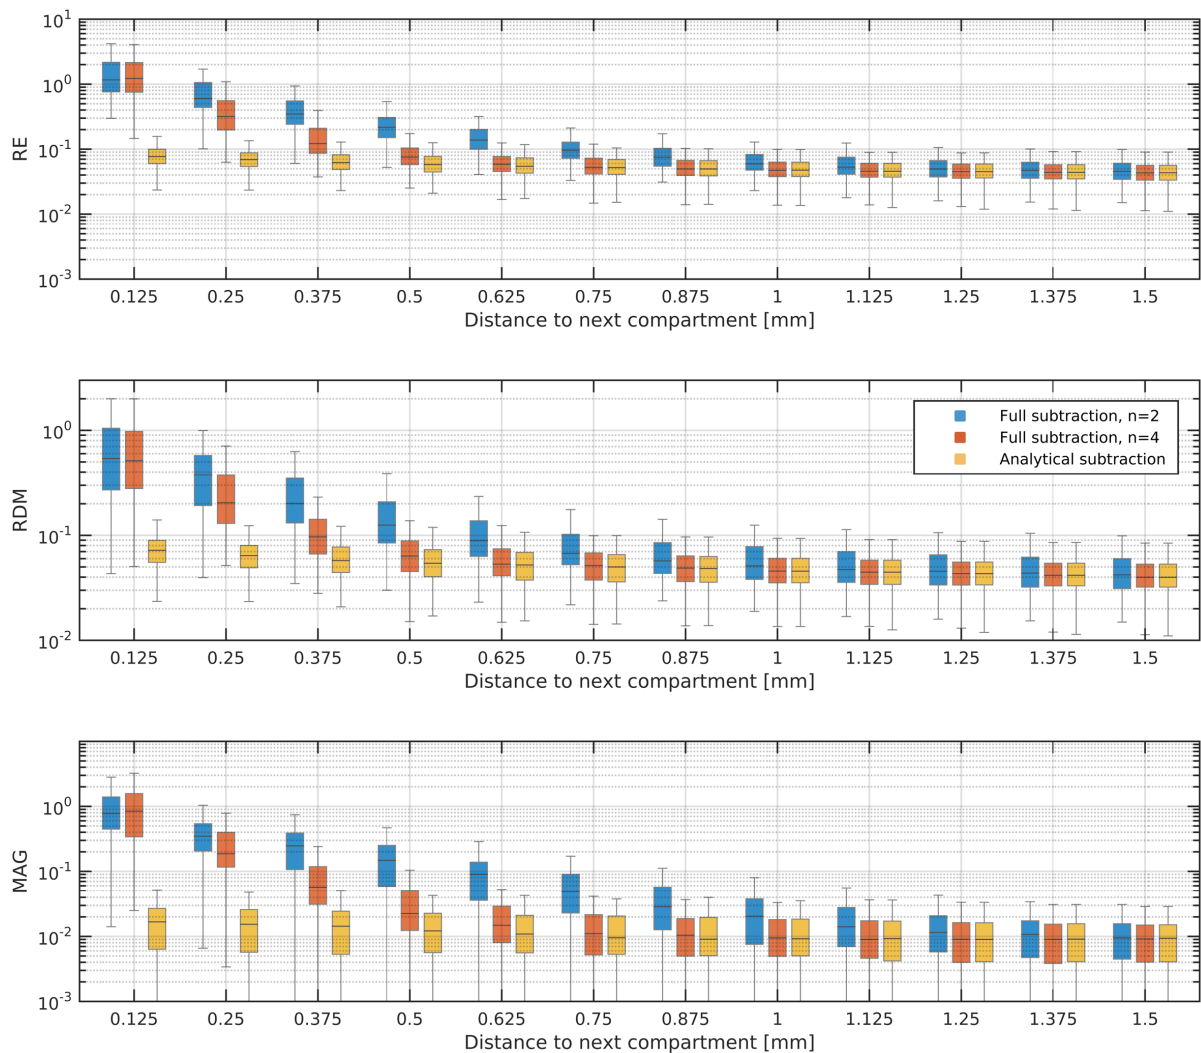 10^1
10^0
10^-1
10^-2
10^-3
RE
0.125 0.25 0.375 0.5 0.625 0.75 0.875 1 1.125 1.25 1.375 1.5
Distance to next compartment [mm]
10^0
10^-1
10^-2
RDM
Full subtraction, n=2
Full subtraction, n=4
Analytical subtraction
0.125 0.25 0.375 0.5 0.625 0.75 0.875 1 1.125 1.25 1.375 1.5
Distance to next compartment [mm]
10^0
10^-1
10^-2
10^-3
MAG
0.125 0.25 0.375 0.5 0.625 0.75 0.875 1 1.125 1.25 1.375 1.5
Distance to next compartment [mm]